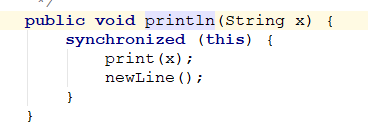 */
public void println(String x) {
synchronized (this) {
print(x);
newLine();
}
}